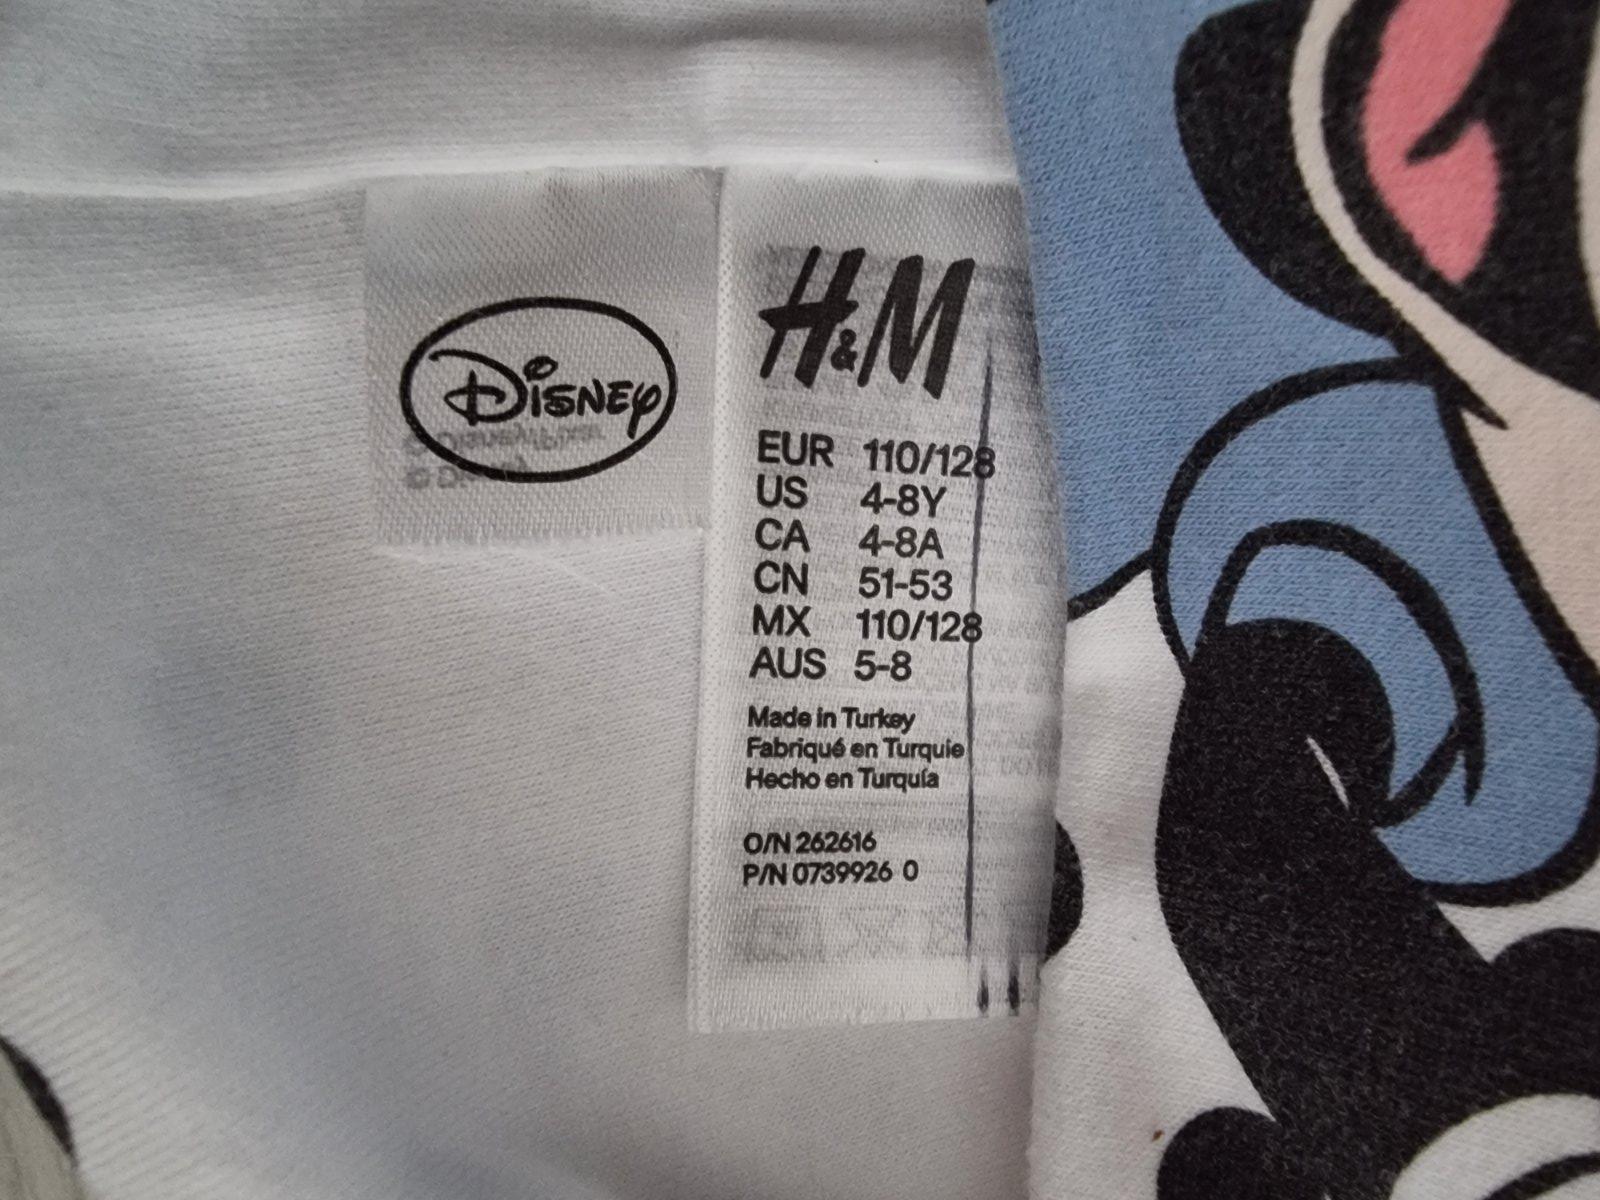 Disney
H&M
EUR 110/128
US 4-8Y
CA 4-8A
CN 51-53
MX 110/128
AUS 5-8
Made in Turkey
Fabriqué en Turquie
Hecho en Turquía
O/N 262616
P/N 0739926 0